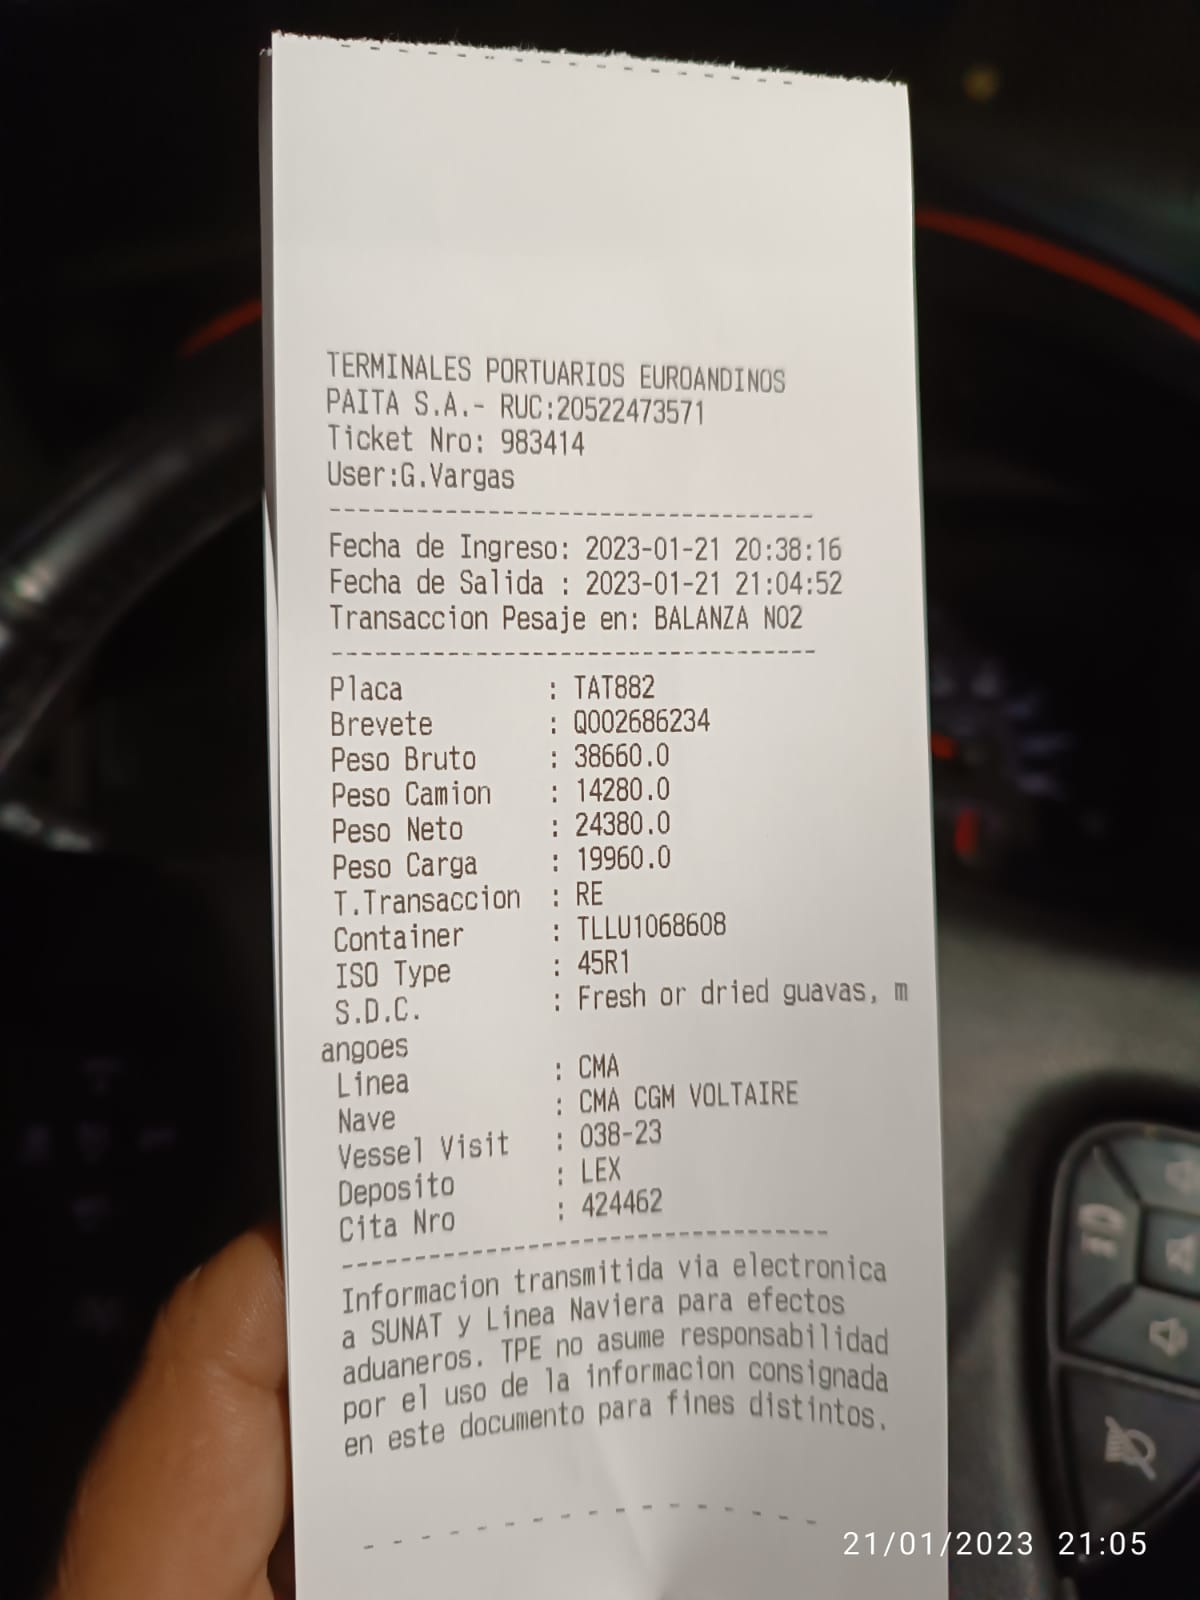 TERMINALES PORTUARIOS EUROANDINOS
PAITA S.A.- RUC:20522473571
Ticket Nro: 983414
User:G.Vargas
---------------------------------
Fecha de Ingreso: 2023-01-21 20:38:16
Fecha de Salida : 2023-01-21 21:04:52
Transaccion Pesaje en: BALANZA NO2
---------------------------------
Placa : TAT882
Brevete : Q002686234
Peso Bruto : 38660.0
Peso Camion : 14280.0
Peso Neto : 24380.0
Peso Carga : 19960.0
T.Transaccion : RE
Container : TLLU1068608
ISO Type : 45R1
S.D.C. : Fresh or dried guavas, m
angoes
Linea : CMA
Nave : CMA CGM VOLTAIRE
Vessel Visit : 038-23
Deposito : LEX
Cita Nro : 424462
---------------------------------
Informacion transmitida via electronica
a SUNAT y Linea Naviera para efectos
aduaneros. TPE no asume responsabilidad
por el uso de la informacion consignada
en este documento para fines distintos.
21/01/2023 21:05